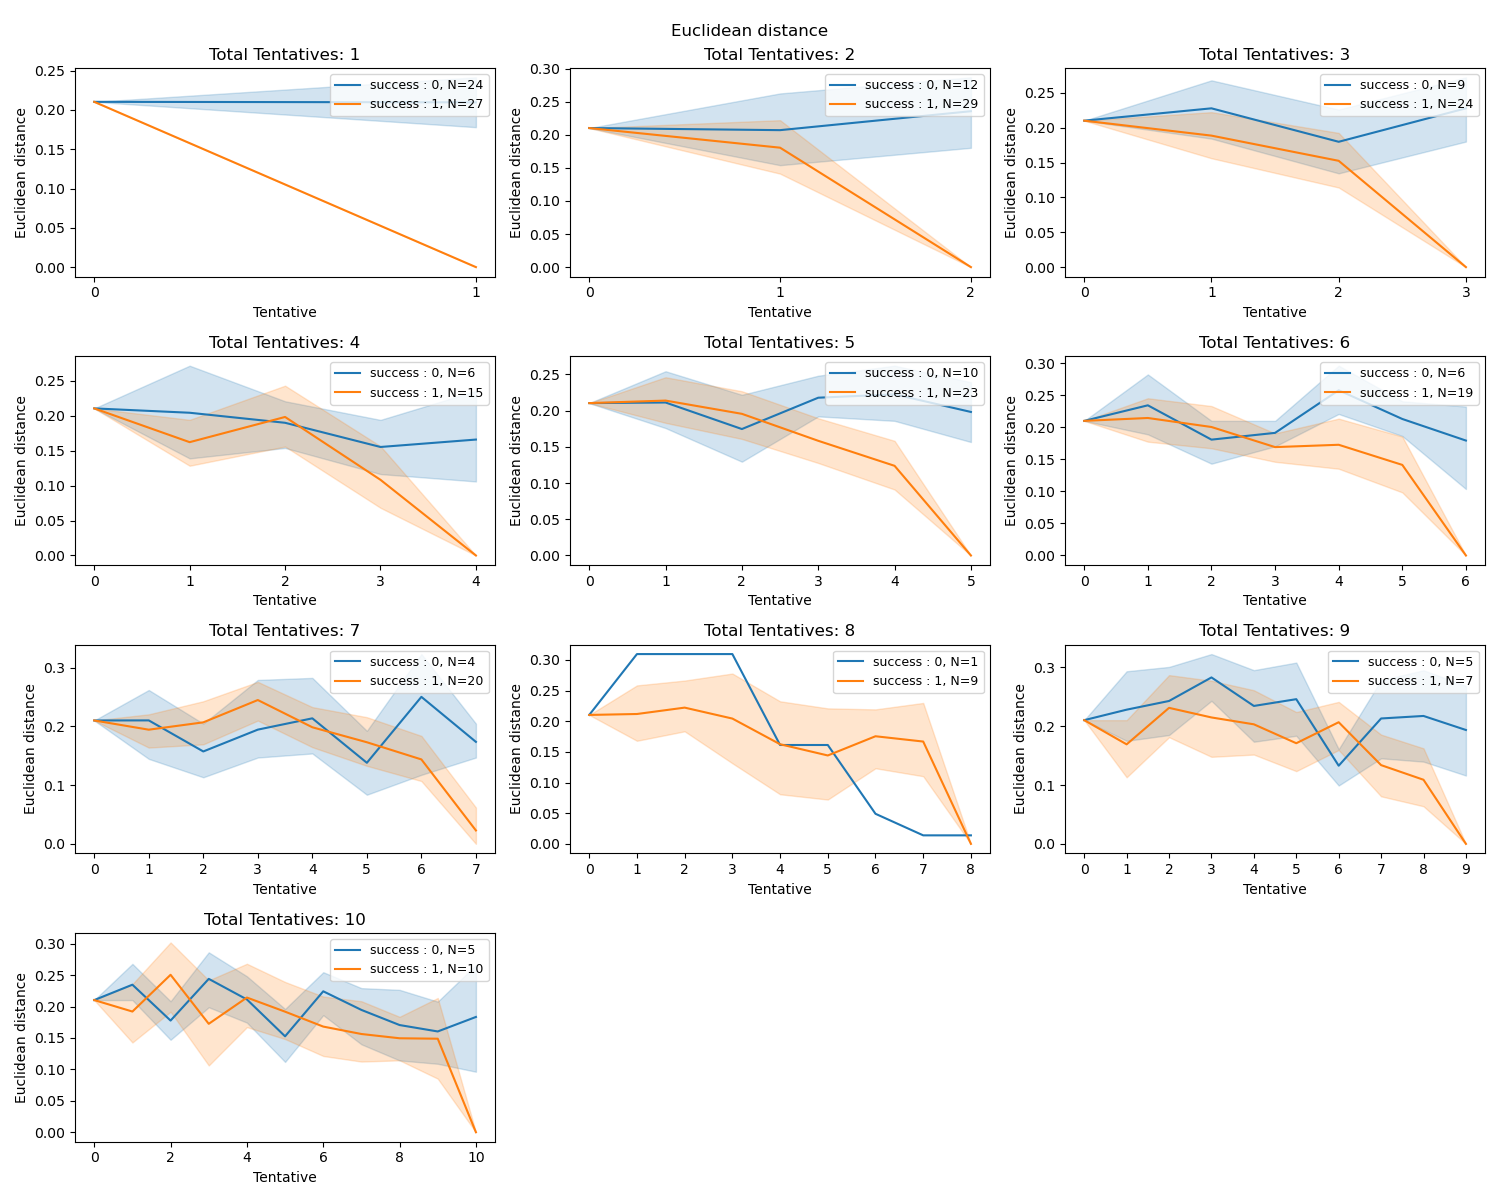 Euclidean distance
Total Tentatives: 1
success : 0, N=24
success : 1, N=27
Euclidean distance
0.25
0.20
0.15
0.10
0.05
0.00
0 1
Tentative
Total Tentatives: 2
success : 0, N=12
success : 1, N=29
Euclidean distance
0.30
0.25
0.20
0.15
0.10
0.05
0.00
0 1 2
Tentative
Total Tentatives: 3
success : 0, N=9
success : 1, N=24
Euclidean distance
0.25
0.20
0.15
0.10
0.05
0.00
0 1 2 3
Tentative
Total Tentatives: 4
success : 0, N=6
success : 1, N=15
Euclidean distance
0.25
0.20
0.15
0.10
0.05
0.00
0 1 2 3 4
Tentative
Total Tentatives: 5
success : 0, N=10
success : 1, N=23
Euclidean distance
0.25
0.20
0.15
0.10
0.05
0.00
0 1 2 3 4 5
Tentative
Total Tentatives: 6
success : 0, N=6
success : 1, N=19
Euclidean distance
0.30
0.25
0.20
0.15
0.10
0.05
0.00
0 1 2 3 4 5 6
Tentative
Total Tentatives: 7
success : 0, N=4
success : 1, N=20
Euclidean distance
0.3
0.2
0.1
0.0
0 1 2 3 4 5 6 7
Tentative
Total Tentatives: 8
success : 0, N=1
success : 1, N=9
Euclidean distance
0.30
0.25
0.20
0.15
0.10
0.05
0.00
0 1 2 3 4 5 6 7 8
Tentative
Total Tentatives: 9
success : 0, N=5
success : 1, N=7
Euclidean distance
0.3
0.2
0.1
0.0
0 1 2 3 4 5 6 7 8 9
Tentative
Total Tentatives: 10
success : 0, N=5
success : 1, N=10
Euclidean distance
0.30
0.25
0.20
0.15
0.10
0.05
0.00
0 2 4 6 8 10
Tentative